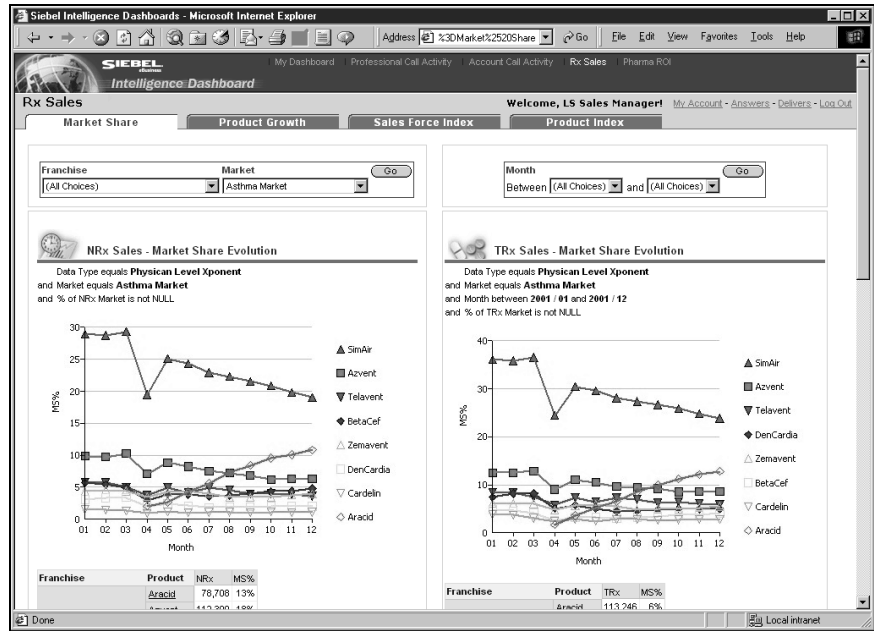 Siebel Intelligence Dashboards - Microsoft Internet Explorer
Address %3DMarket%2520Share Go File Edit View Favorites Tools Help
SIEBEL
eBusiness
Intelligence Dashboard
My Dashboard | Professional Call Activity | Account Call Activity | Rx Sales | Pharma ROI
Rx Sales
Welcome, LS Sales Manager! My Account - Answers - Delivers - Log Out
Market Share Product Growth Sales Force Index Product Index
Franchise Market Go
(All Choices) Asthma Market
Month Go
Between (All Choices) and (All Choices)
NRx Sales - Market Share Evolution
Data Type equals Physican Level Xponent
and Market equals Asthma Market
and % of NRx Market is not NULL
30
25
20
15
10
5
0
MS%
01 02 03 04 05 06 07 08 09 10 11 12
Month
SimAir
Azvent
Telavent
BetaCef
Zemavent
DenCardia
Cardelin
Aracid
Franchise Product NRx MS%
Aracid 78,708 13%
TRx Sales - Market Share Evolution
Data Type equals Physican Level Xponent
and Market equals Asthma Market
and Month between 2001 / 01 and 2001 / 12
and % of TRx Market is not NULL
40
30
20
10
0
MS%
01 02 03 04 05 06 07 08 09 10 11 12
Month
SimAir
Azvent
Telavent
DenCardia
Zemavent
BetaCef
Cardelin
Aracid
Franchise Product TRx MS%
Aracid 113,246 6%
Done Local intranet